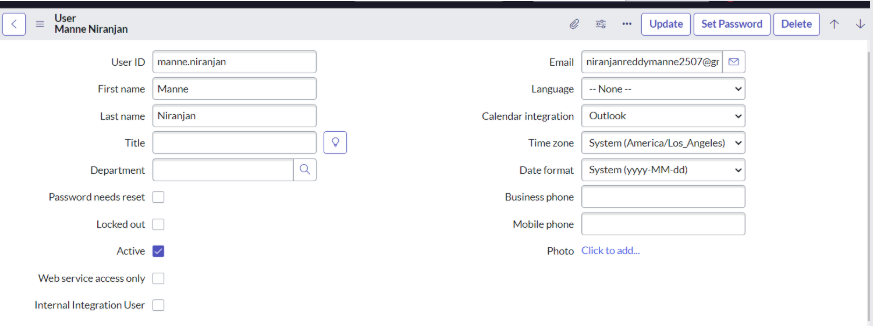 User
Manne Niranjan
Update
Set Password
Delete
User ID manne.niranjan
First name Manne
Last name Niranjan
Title
Department
Password needs reset
Locked out
Active
Web service access only
Internal Integration User
Email niranjanreddymanne2507@gr
Language -- None --
Calendar integration Outlook
Time zone System (America/Los_Angeles)
Date format System (yyyy-MM-dd)
Business phone
Mobile phone
Photo Click to add...